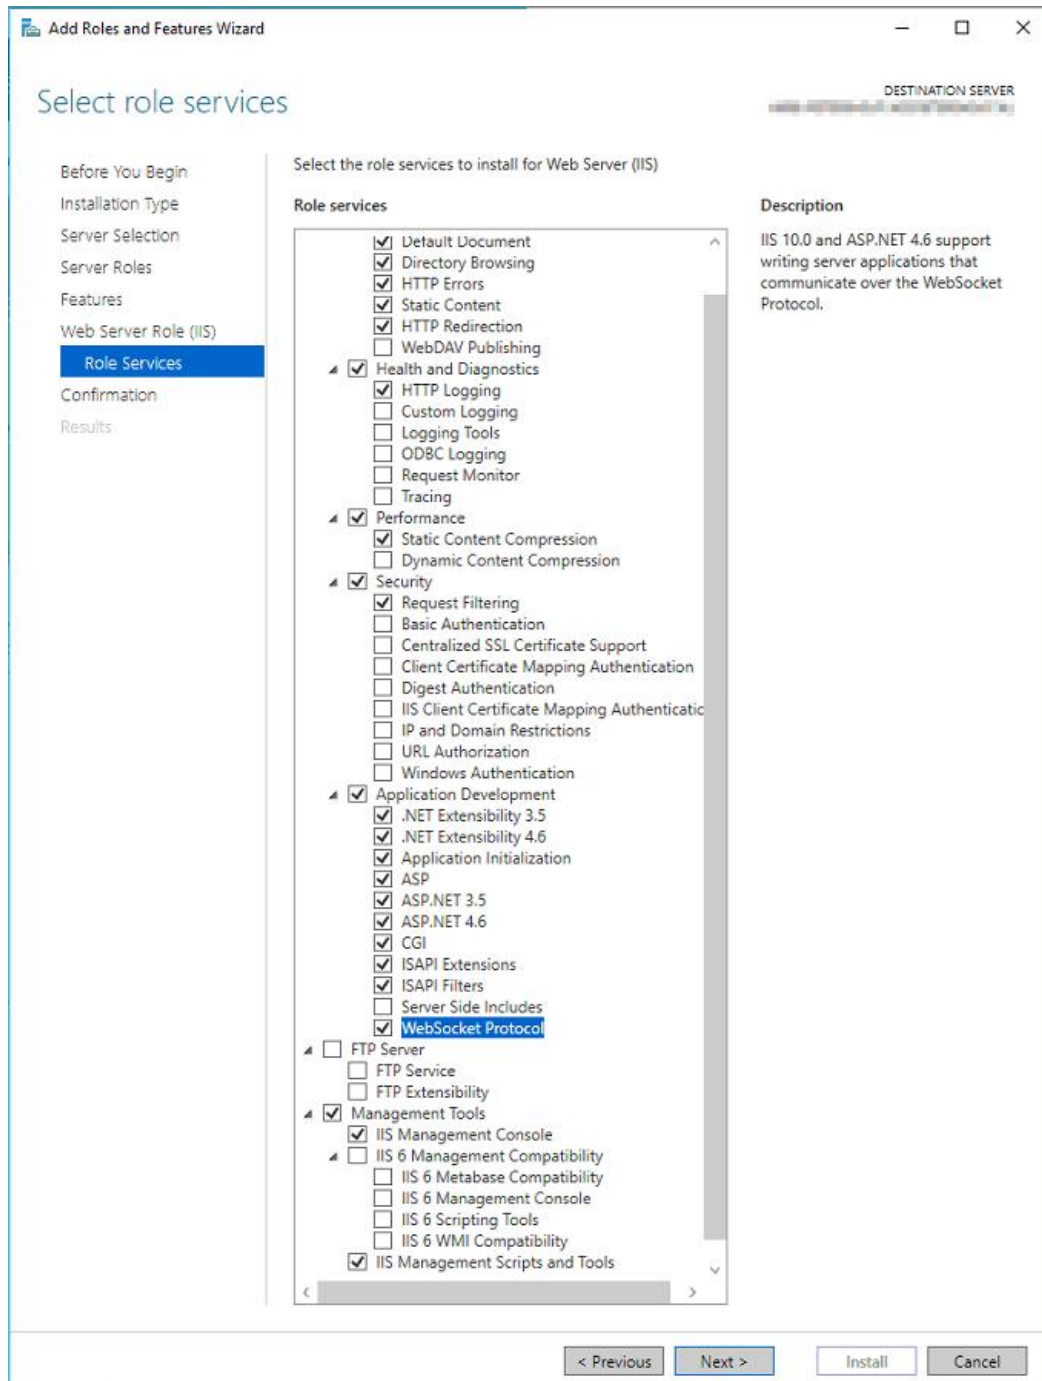 Add Roles and Features Wizard
Select role services
DESTINATION SERVER
Before You Begin
Installation Type
Server Selection
Server Roles
Features
Web Server Role (IIS)
Role Services
Confirmation
Results
Select the role services to install for Web Server (IIS)
Role services
Default Document
Directory Browsing
HTTP Errors
Static Content
HTTP Redirection
WebDAV Publishing
Health and Diagnostics
HTTP Logging
Custom Logging
Logging Tools
ODBC Logging
Request Monitor
Tracing
Performance
Static Content Compression
Dynamic Content Compression
Security
Request Filtering
Basic Authentication
Centralized SSL Certificate Support
Client Certificate Mapping Authentication
Digest Authentication
IIS Client Certificate Mapping Authenticatic
IP and Domain Restrictions
URL Authorization
Windows Authentication
Application Development
.NET Extensibility 3.5
.NET Extensibility 4.6
Application Initialization
ASP
ASP.NET 3.5
ASP.NET 4.6
CGI
ISAPI Extensions
ISAPI Filters
Server Side Includes
WebSocket Protocol
FTP Server
FTP Service
FTP Extensibility
Management Tools
IIS Management Console
IIS 6 Management Compatibility
IIS 6 Metabase Compatibility
IIS 6 Management Console
IIS 6 Scripting Tools
IIS 6 WMI Compatibility
IIS Management Scripts and Tools
Description
IIS 10.0 and ASP.NET 4.6 support
writing server applications that
communicate over the WebSocket
Protocol.
< Previous
Next >
Install
Cancel